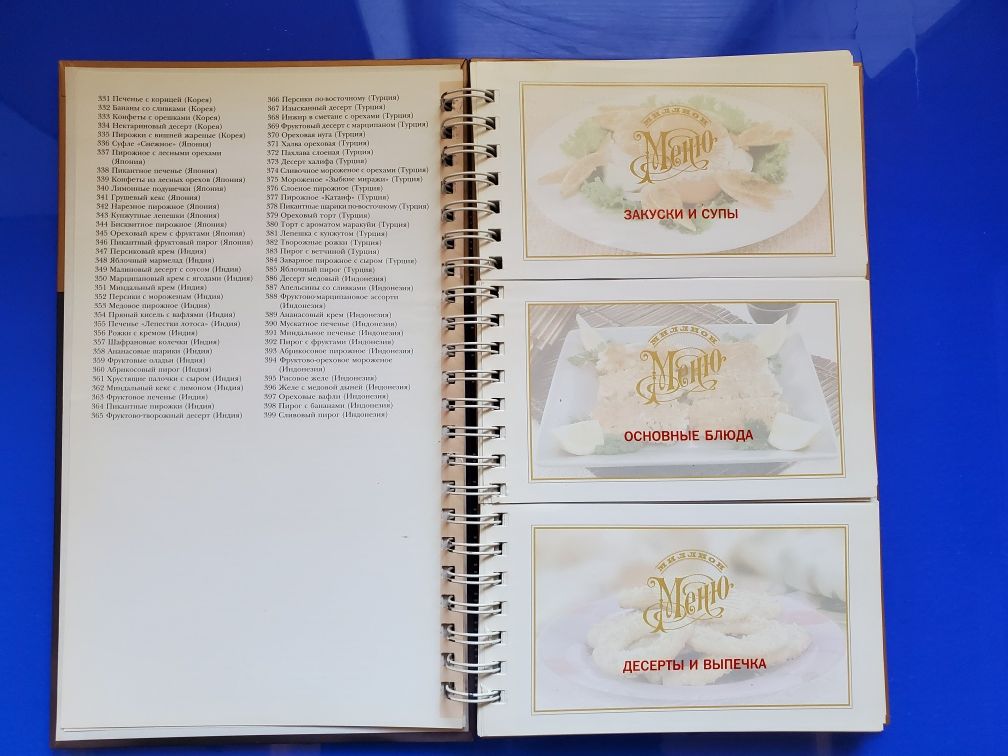 331 Печенье с корицей (Корея)
332 Бананы со сливками (Корея)
333 Конфеты с орешками (Корея)
334 Нектариновый десерт (Корея)
335 Пирожки с вишней жареные (Корея)
336 Суфле «Снежное» (Япония)
337 Пирожное с лесными орехами
(Япония)
338 Пикантное печенье (Япония)
339 Конфеты из лесных орехов (Япония)
340 Лимонные подушечки (Япония)
341 Грушевый кекс (Япония)
342 Нарезное пирожное (Япония)
343 Кунжутные лепешки (Япония)
344 Бисквитное пирожное (Япония)
345 Ореховый крем с фруктами (Япония)
346 Пикантный фруктовый пирог (Япония)
347 Персиковый крем (Индия)
348 Яблочный мармелад (Индия)
349 Малиновый десерт с соусом (Индия)
350 Марципановый крем с ягодами (Индия)
351 Миндальный крем (Индия)
352 Персики с мороженым (Индия)
353 Медовое пирожное (Индия)
354 Пряный кисель с вафлями (Индия)
355 Печенье «Лепестки лотоса» (Индия)
356 Рожки с кремом (Индия)
357 Шафрановые колечки (Индия)
358 Ананасовые шарики (Индия)
359 Фруктовые оладьи (Индия)
360 Абрикосовый пирог (Индия)
361 Хрустящие палочки с сыром (Индия)
362 Миндальный кекс с лимоном (Индия)
363 Фруктовое печенье (Индия)
364 Пикантные пирожки (Индия)
365 Фруктово-творожный десерт (Индия)
366 Персики по-восточному (Турция)
367 Изысканный десерт (Турция)
368 Инжир в сметане с орехами (Турция)
369 Фруктовый десерт с марципаном (Турция)
370 Ореховая нуга (Турция)
371 Халва ореховая (Турция)
372 Пахлава слоеная (Турция)
373 Десерт халифа (Турция)
374 Сливочное мороженое с орехами (Турция)
375 Мороженое «Зыбкие миражи» (Турция)
376 Слоеное пирожное (Турция)
377 Пирожное «Катаиф» (Турция)
378 Пикантные шарики по-восточному (Турция)
379 Ореховый торт (Турция)
380 Торт с ароматом маракуйи (Турция)
381 Лепешка с кунжутом (Турция)
382 Творожные рожки (Турция)
383 Пирог с ветчиной (Турция)
384 Заварное пирожное с сыром (Турция)
385 Яблочный пирог (Турция)
386 Десерт медовый (Индонезия)
387 Апельсины со сливками (Индонезия)
388 Фруктово-марципановое ассорти
(Индонезия)
389 Ананасовый крем (Индонезия)
390 Мускатное печенье (Индонезия)
391 Миндальное печенье (Индонезия)
392 Пирог с фруктами (Индонезия)
393 Абрикосовое пирожное (Индонезия)
394 Фруктово-ореховое мороженое
(Индонезия)
395 Рисовое желе (Индонезия)
396 Желе с медовой дыней (Индонезия)
397 Ореховые вафли (Индонезия)
398 Пирог с бананами (Индонезия)
399 Сливовый пирог (Индонезия)
МИЛЛИОН
Меню
ЗАКУСКИ И СУПЫ
МИЛЛИОН
Меню
ОСНОВНЫЕ БЛЮДА
МИЛЛИОН
Меню
ДЕСЕРТЫ И ВЫПЕЧКА